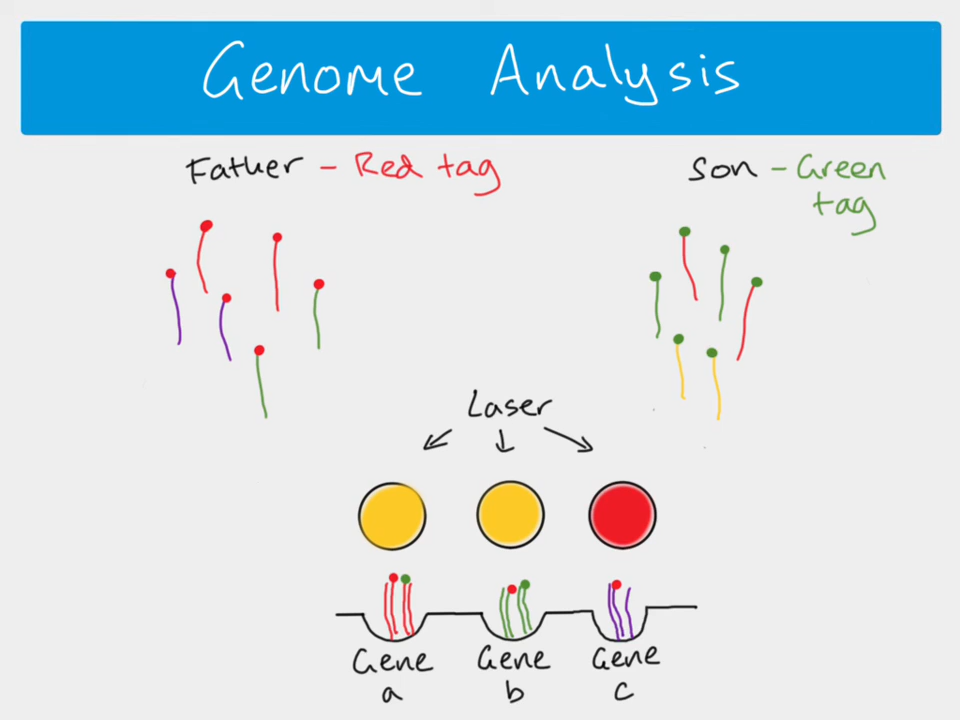 Genome Analysis
Father - Red tag
Son - Green
tag
Laser
Gene
a
Gene
b
Gene
c